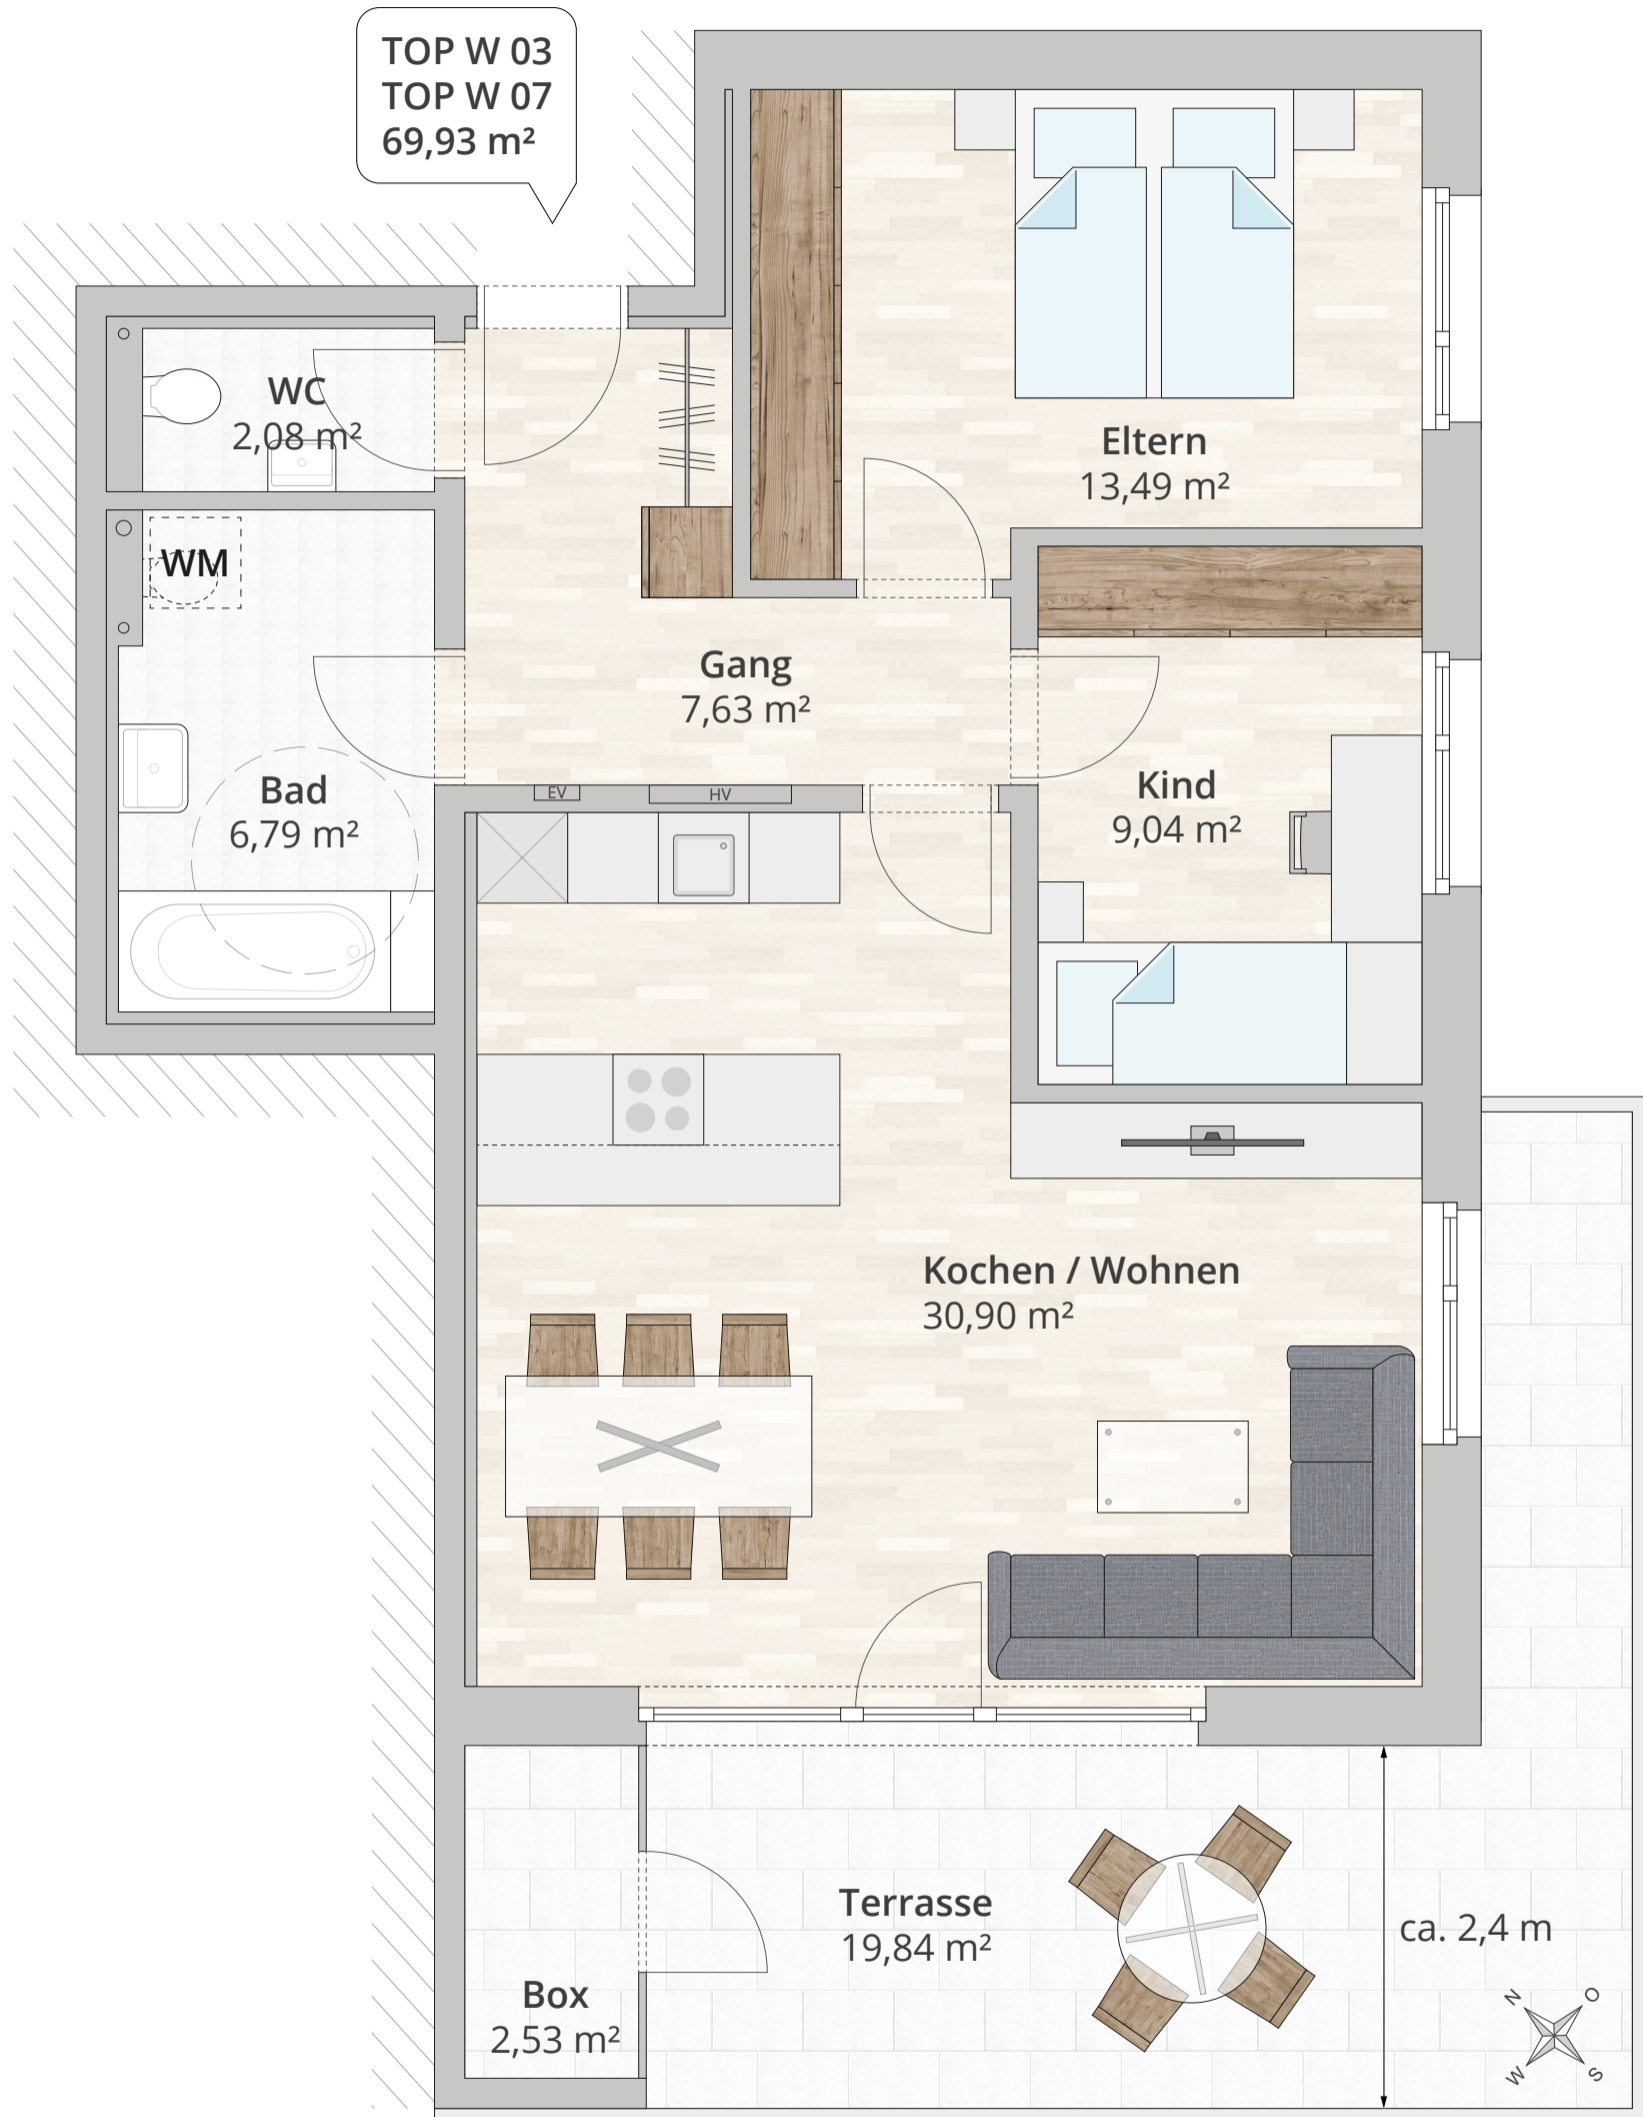 TOP W 03
TOP W 07
69,93 m²
WC
2,08 m²
Eltern
13,49 m²
WM
Gang
7,63 m²
Bad
6,79 m²
Kind
9,04 m²
EV
HV
Kochen / Wohnen
30,90 m²
Terrasse
19,84 m²
ca. 2,4 m
Box
2,53 m²
N
O
W
S